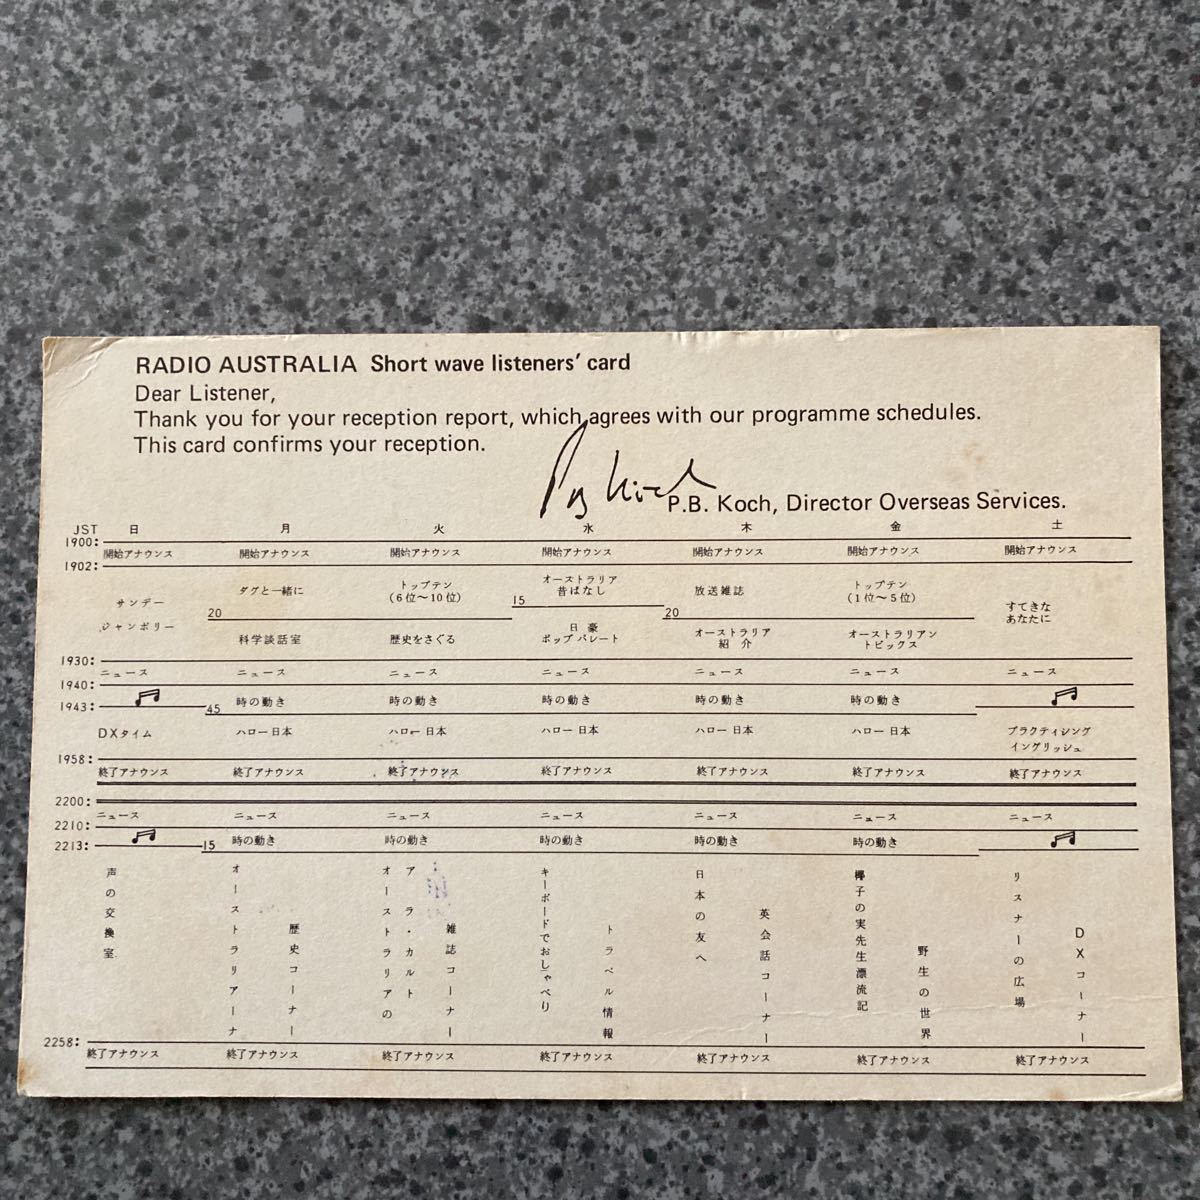 RADIO AUSTRALIA Short wave listeners' card
Dear Listener,
Thank you for your reception report, which agrees with our programme schedules.
This card confirms your reception.
P.B. Koch, Director Overseas Services.
JST 日 月 火 水 木 金 土
1900:
開始アナウンス 開始アナウンス 開始アナウンス 開始アナウンス 開始アナウンス 開始アナウンス 開始アナウンス
1902:
サンデー
ジャンボリー
ダグと一緒に
20
科学談話室
トップテン
(6位〜10位)
歴史をさぐる
オーストラリア
昔ばなし
15
日豪
ポップ パレート
放送雑誌
20
オーストラリア
紹介
トップテン
(1位〜5位)
オーストラリアン
トピックス
すてきな
あなたに
1930:
ニュース ニュース ニュース ニュース ニュース ニュース ニュース
1940:
時の動き 時の動き 時の動き 時の動き 時の動き
1943:
45
DXタイム ハロー日本 ハロー日本 ハロー日本 ハロー日本 ハロー日本
プラクティシング
イングリッシュ
1958:
終了アナウンス 終了アナウンス 終了アナウンス 終了アナウンス 終了アナウンス 終了アナウンス 終了アナウンス
2200:
ニュース ニュース ニュース ニュース ニュース ニュース ニュース
2210:
時の動き 時の動き 時の動き 時の動き 時の動き
2213:
15
声の交換室
オーストラリアーナ
歴史コーナー
ア・ラ・カルト
オーストラリアの
雑誌コーナー
キーボードでおしゃべり
トラベル情報
日本の友へ
英会話コーナー
椰子の実先生漂流記
野生の世界
リスナーの広場
DXコーナー
2258:
終了アナウンス 終了アナウンス 終了アナウンス 終了アナウンス 終了アナウンス 終了アナウンス 終了アナウンス